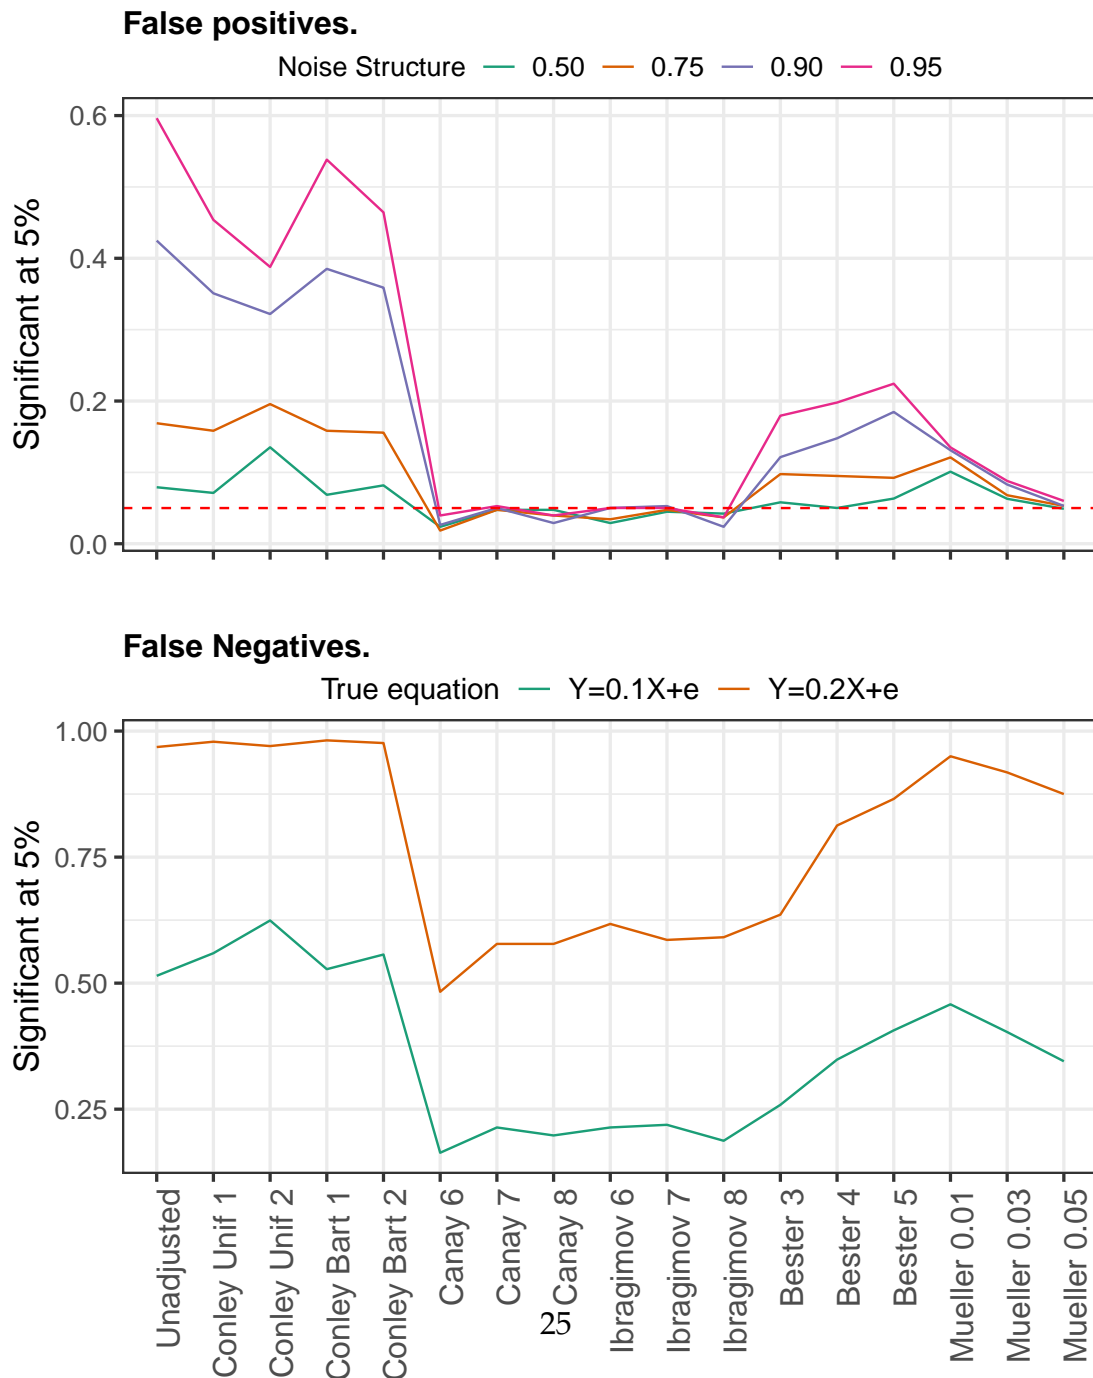 False positives.
Noise Structure 0.50 0.75 0.90 0.95
Significant at 5%
0.6
0.4
0.2
0.0
False Negatives.
True equation Y=0.1X+e Y=0.2X+e
Significant at 5%
1.00
0.75
0.50
0.25
Unadjusted
Conley Unif 1
Conley Unif 2
Conley Bart 1
Conley Bart 2
Canay 6
Canay 7
Canay 8
Ibragimov 6
Ibragimov 7
Ibragimov 8
Bester 3
Bester 4
Bester 5
Mueller 0.01
Mueller 0.03
Mueller 0.05
25